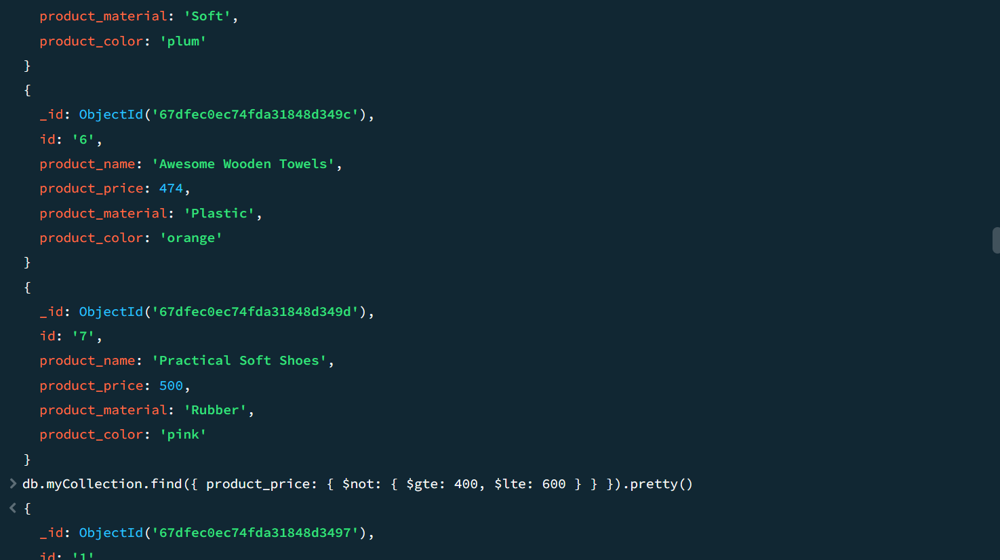 product_material: 'Soft',
product_color: 'plum'
}
{
_id: ObjectId('67dfec0ec74fda31848d349c'),
id: '6',
product_name: 'Awesome Wooden Towels',
product_price: 474,
product_material: 'Plastic',
product_color: 'orange'
}
{
_id: ObjectId('67dfec0ec74fda31848d349d'),
id: '7',
product_name: 'Practical Soft Shoes',
product_price: 500,
product_material: 'Rubber',
product_color: 'pink'
}
> db.myCollection.find({ product_price: { $not: { $gte: 400, $lte: 600 } } }).pretty()
< {
_id: ObjectId('67dfec0ec74fda31848d3497'),
id: '1'